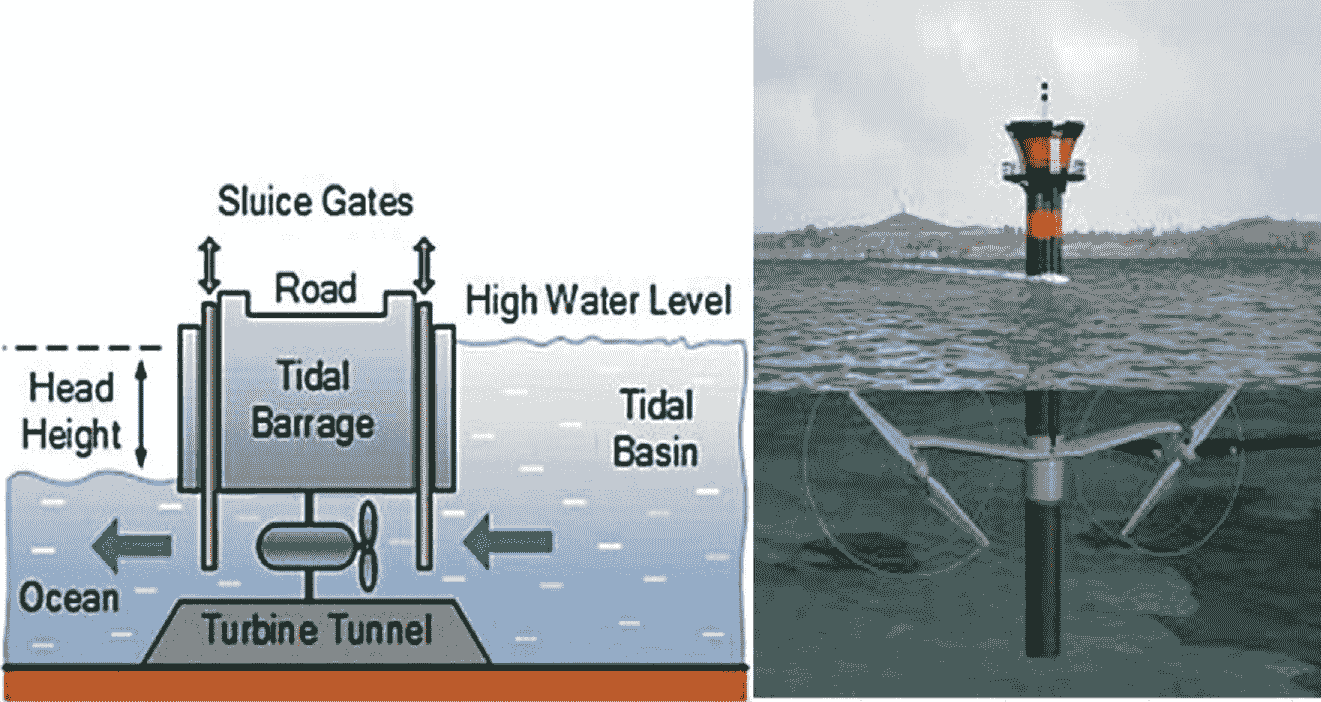 Sluice Gates
Road
High Water Level
Head
Height
Tidal
Barrage
Tidal
Basin
Ocean
Turbine Tunnel